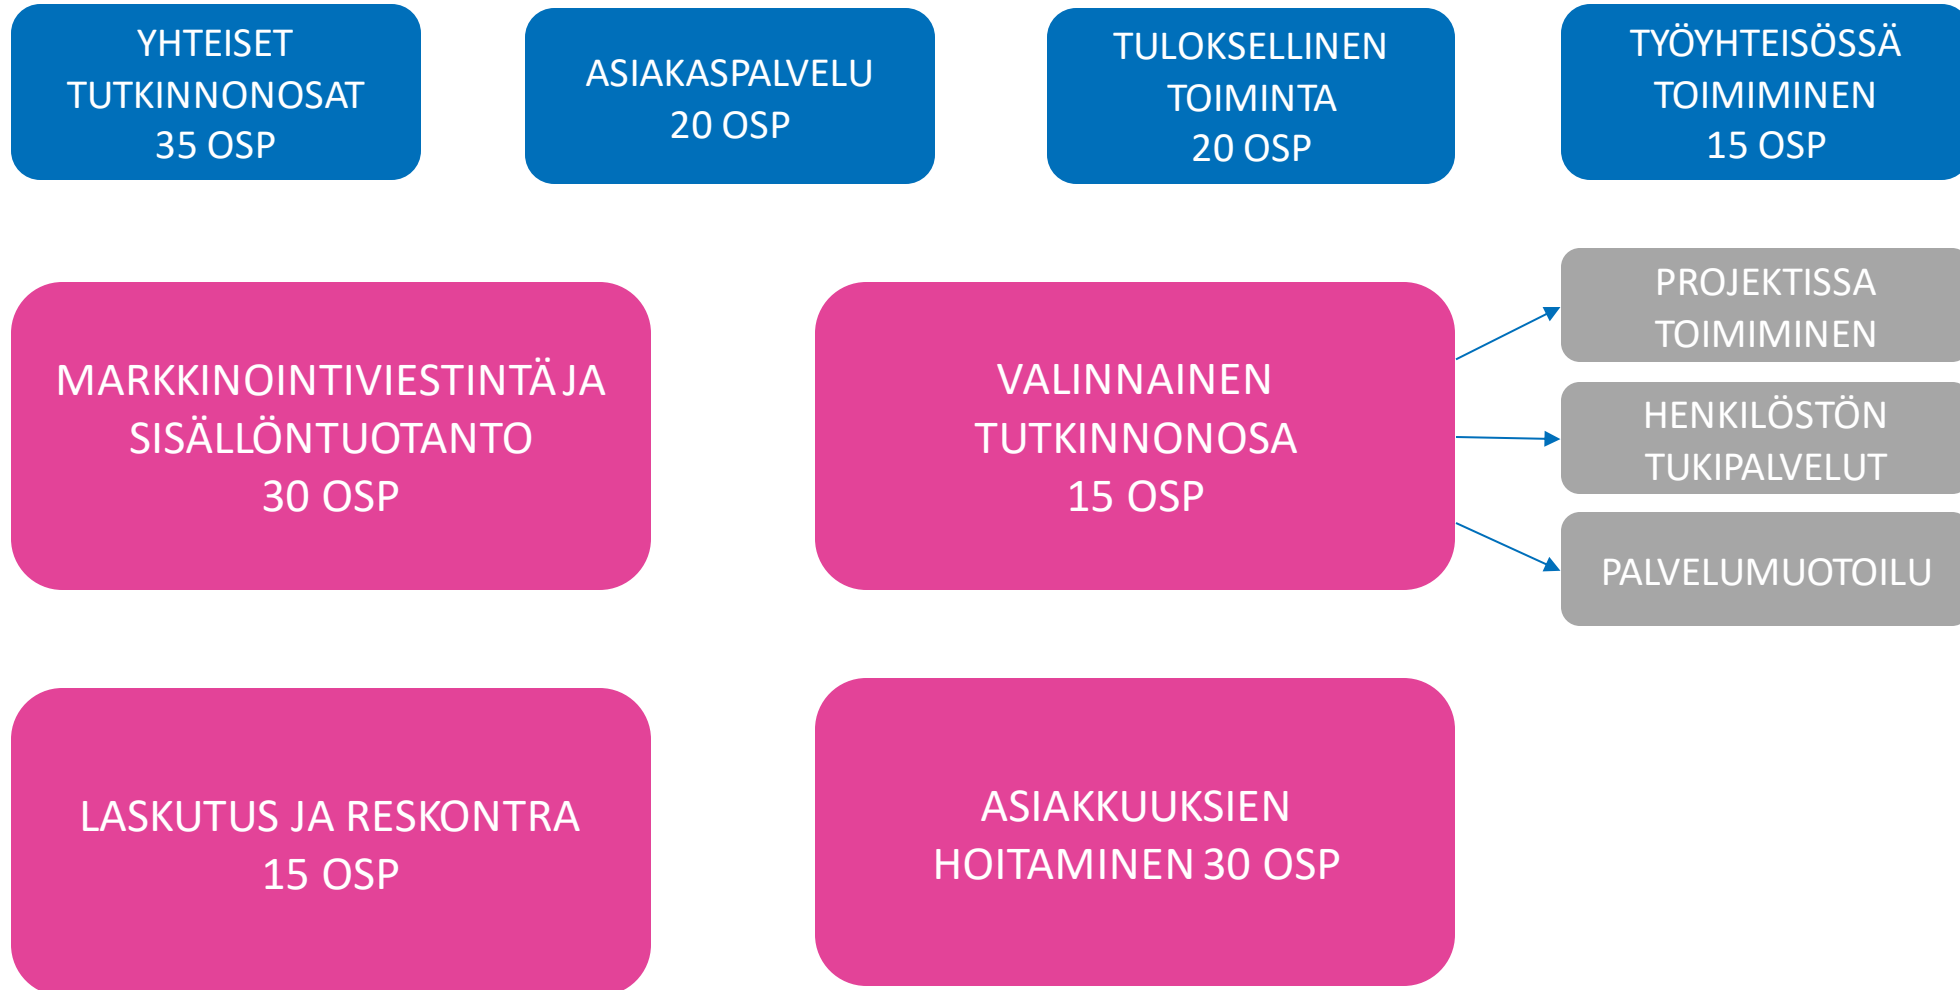 YHTEISET
TUTKINNONOSAT
35 OSP
ASIAKASPALVELU
20 OSP
TULOKSELLINEN
TOIMINTA
20 OSP
TYÖYHTEISÖSSÄ
TOIMIMINEN
15 OSP
MARKKINOINTIVIESTINTÄ JA
SISÄLLÖNTUOTANTO
30 OSP
VALINNAINEN
TUTKINNONOSA
15 OSP
PROJEKTISSA
TOIMIMINEN
HENKILÖSTÖN
TUKIPALVELUT
PALVELUMUOTOILU
LASKUTUS JA RESKONTRA
15 OSP
ASIAKKUUKSIEN
HOITAMINEN 30 OSP